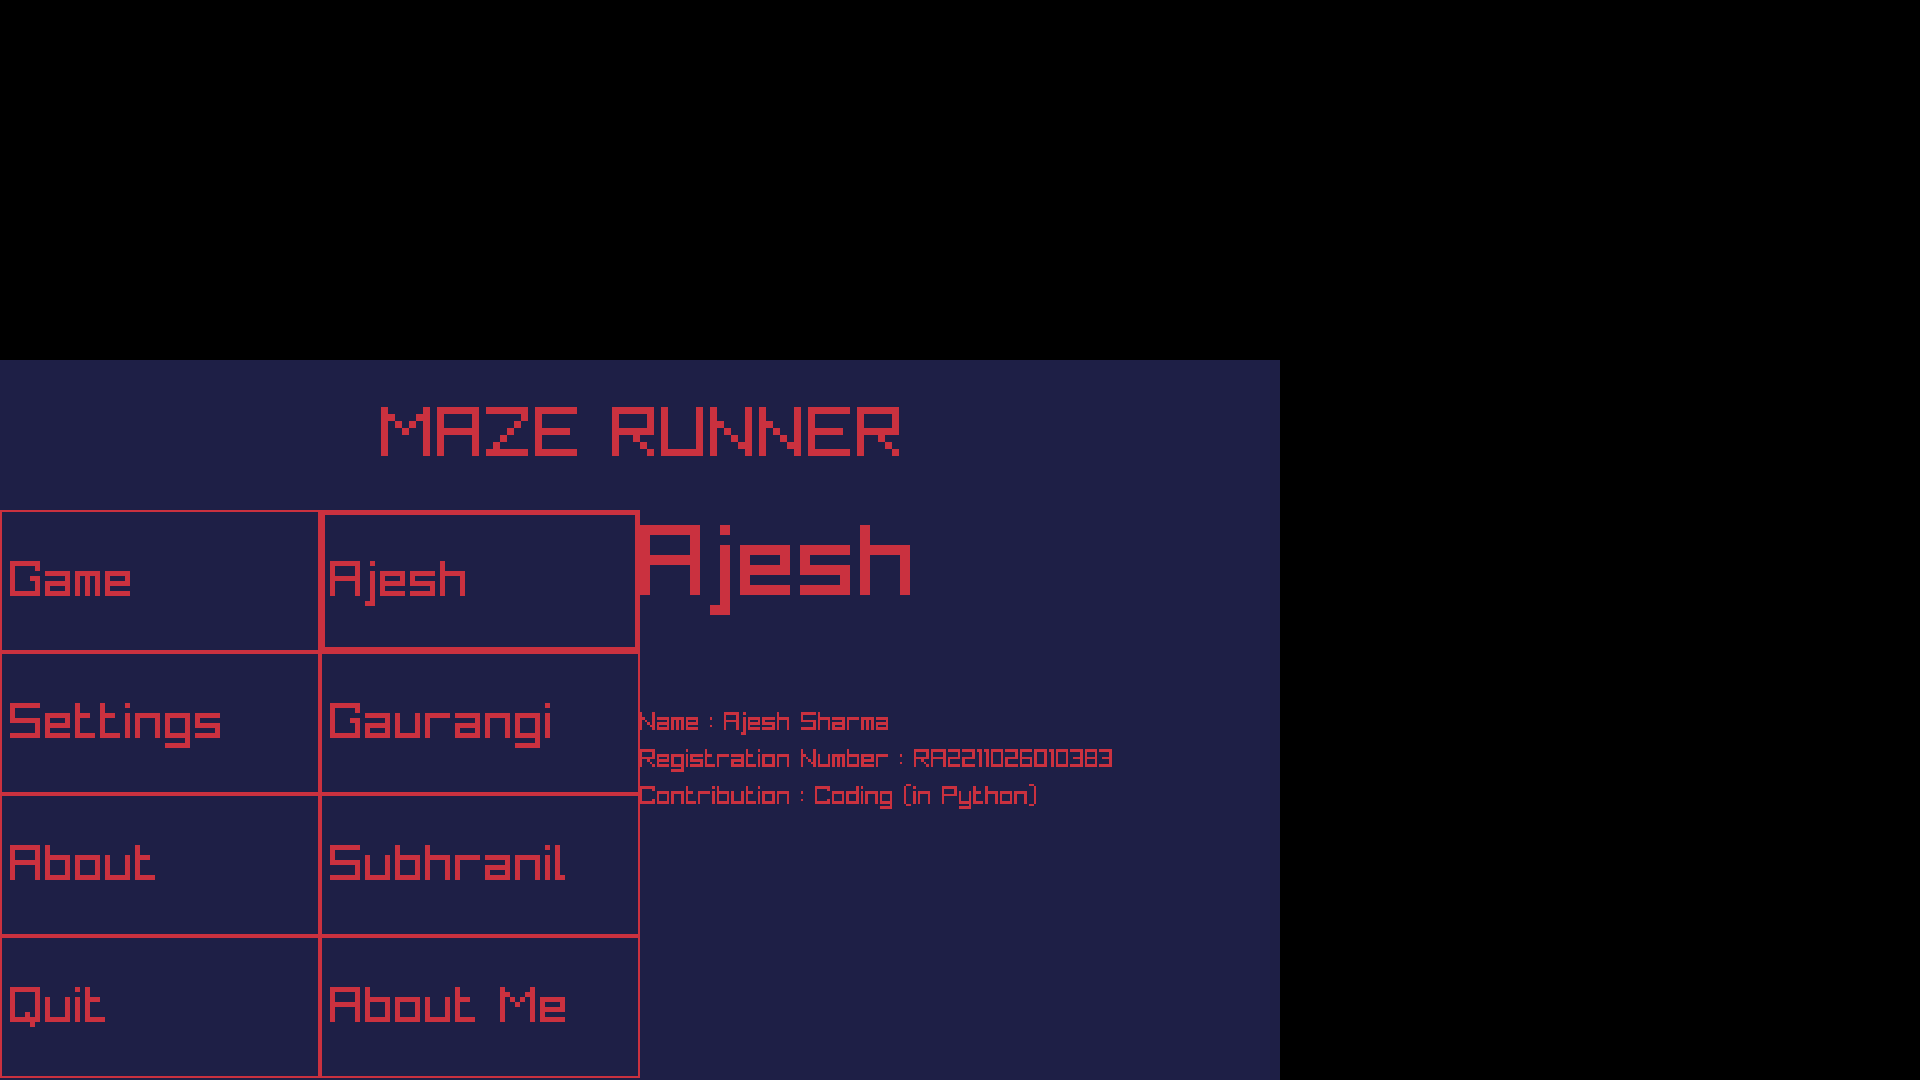 MAZE RUNNER
Game
Ajesh
Ajesh
Settings
Gaurangi
Name : Ajesh Sharma
Registration Number : RA2211026010383
Contribution : Coding (in Python)
About
Subhranil
Quit
About Me